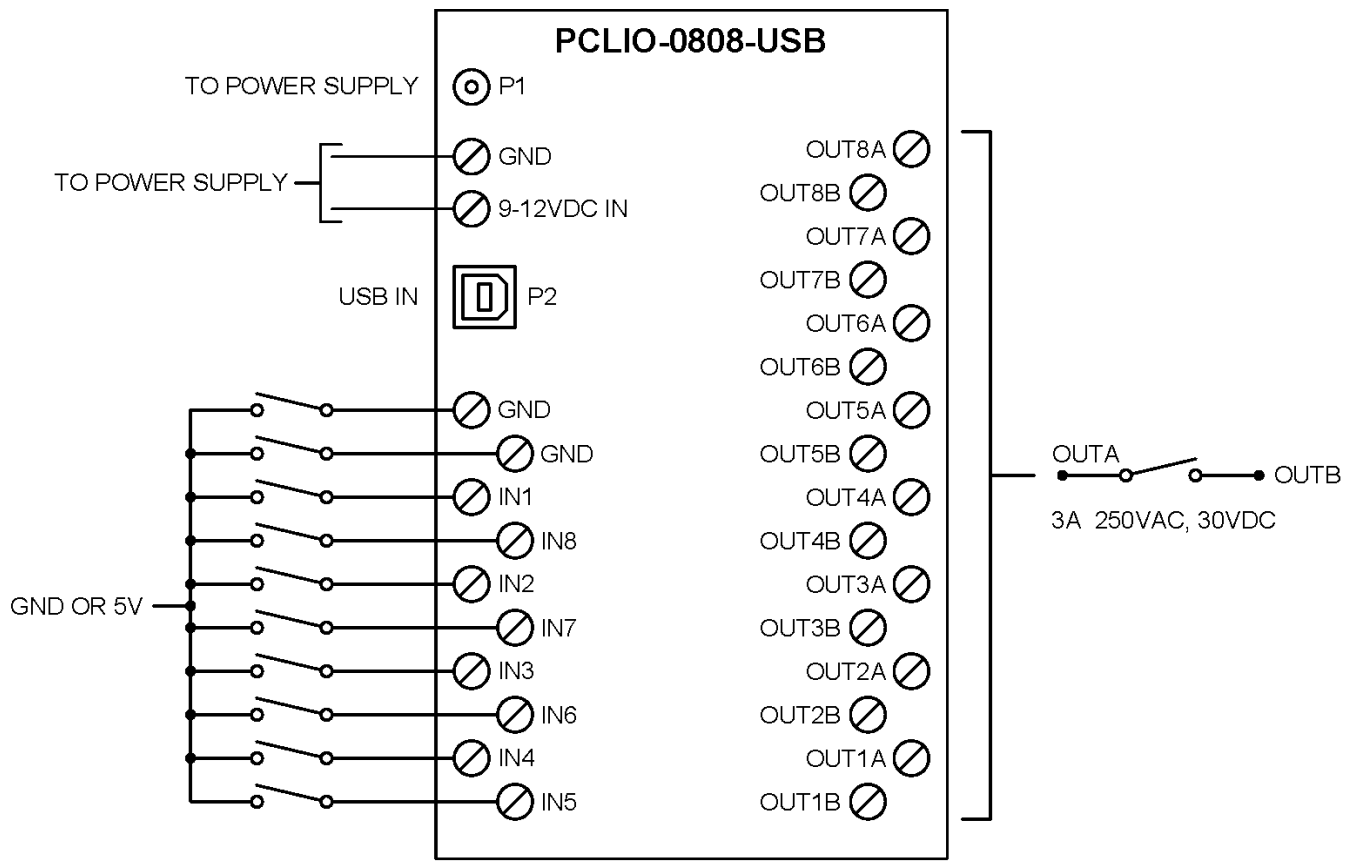 PCLIO-0808-USB
TO POWER SUPPLY
P1
GND
TO POWER SUPPLY
9-12VDC IN
USB IN
P2
GND
GND
IN1
IN8
IN2
GND OR 5V
IN7
IN3
IN6
IN4
IN5
OUT8A
OUT8B
OUT7A
OUT7B
OUT6A
OUT6B
OUT5A
OUT5B
OUT4A
OUT4B
OUT3A
OUT3B
OUT2A
OUT2B
OUT1A
OUT1B
OUTA
OUTB
3A 250VAC, 30VDC